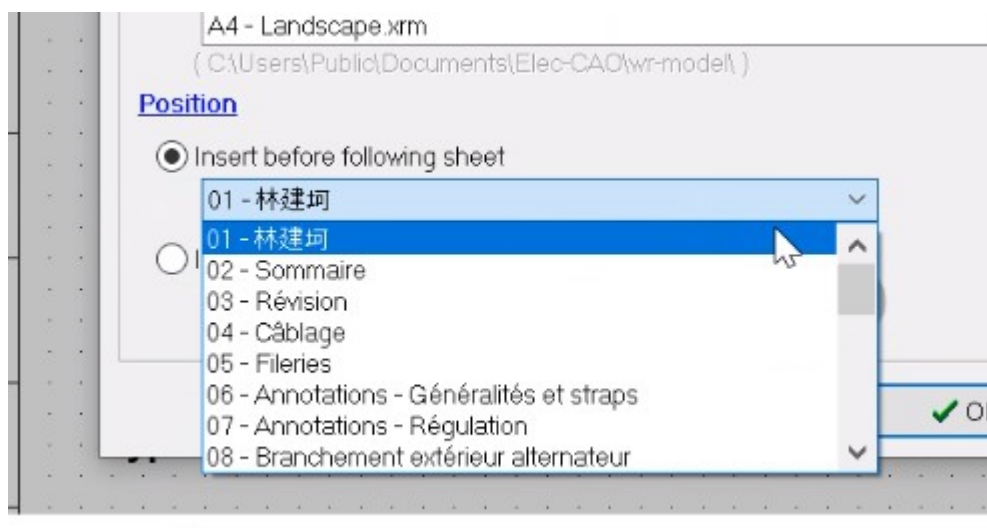 A4 - Landscape.xrm
( C:\Users\Public\Documents\Elec-CAO\wr-model\ )
Position
Insert before following sheet
01 - 林建坷
01 - 林建坷
02 - Sommaire
03 - Révision
04 - Câblage
05 - Fileries
06 - Annotations - Généralités et straps
07 - Annotations - Régulation
08 - Branchement extérieur alternateur